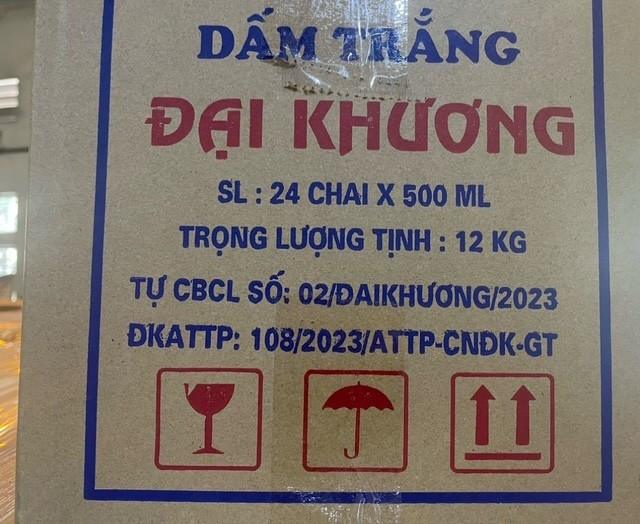 DẤM TRẮNG
ĐẠI KHƯƠNG
SL : 24 CHAI X 500 ML
TRỌNG LƯỢNG TỊNH : 12 KG
TỰ CBCL SỐ: 02/ĐAIKHƯƠNG/2023
ĐKATTP: 108/2023/ATTP-CNĐK-GT